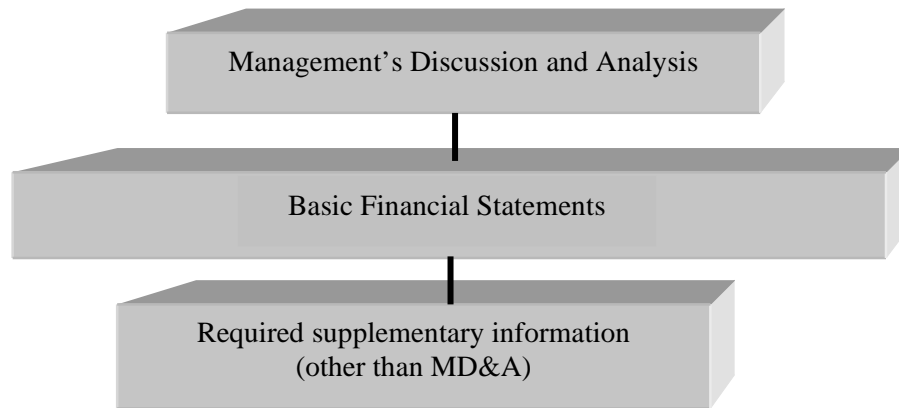 Management’s Discussion and Analysis
Basic Financial Statements
Required supplementary information
(other than MD&A)